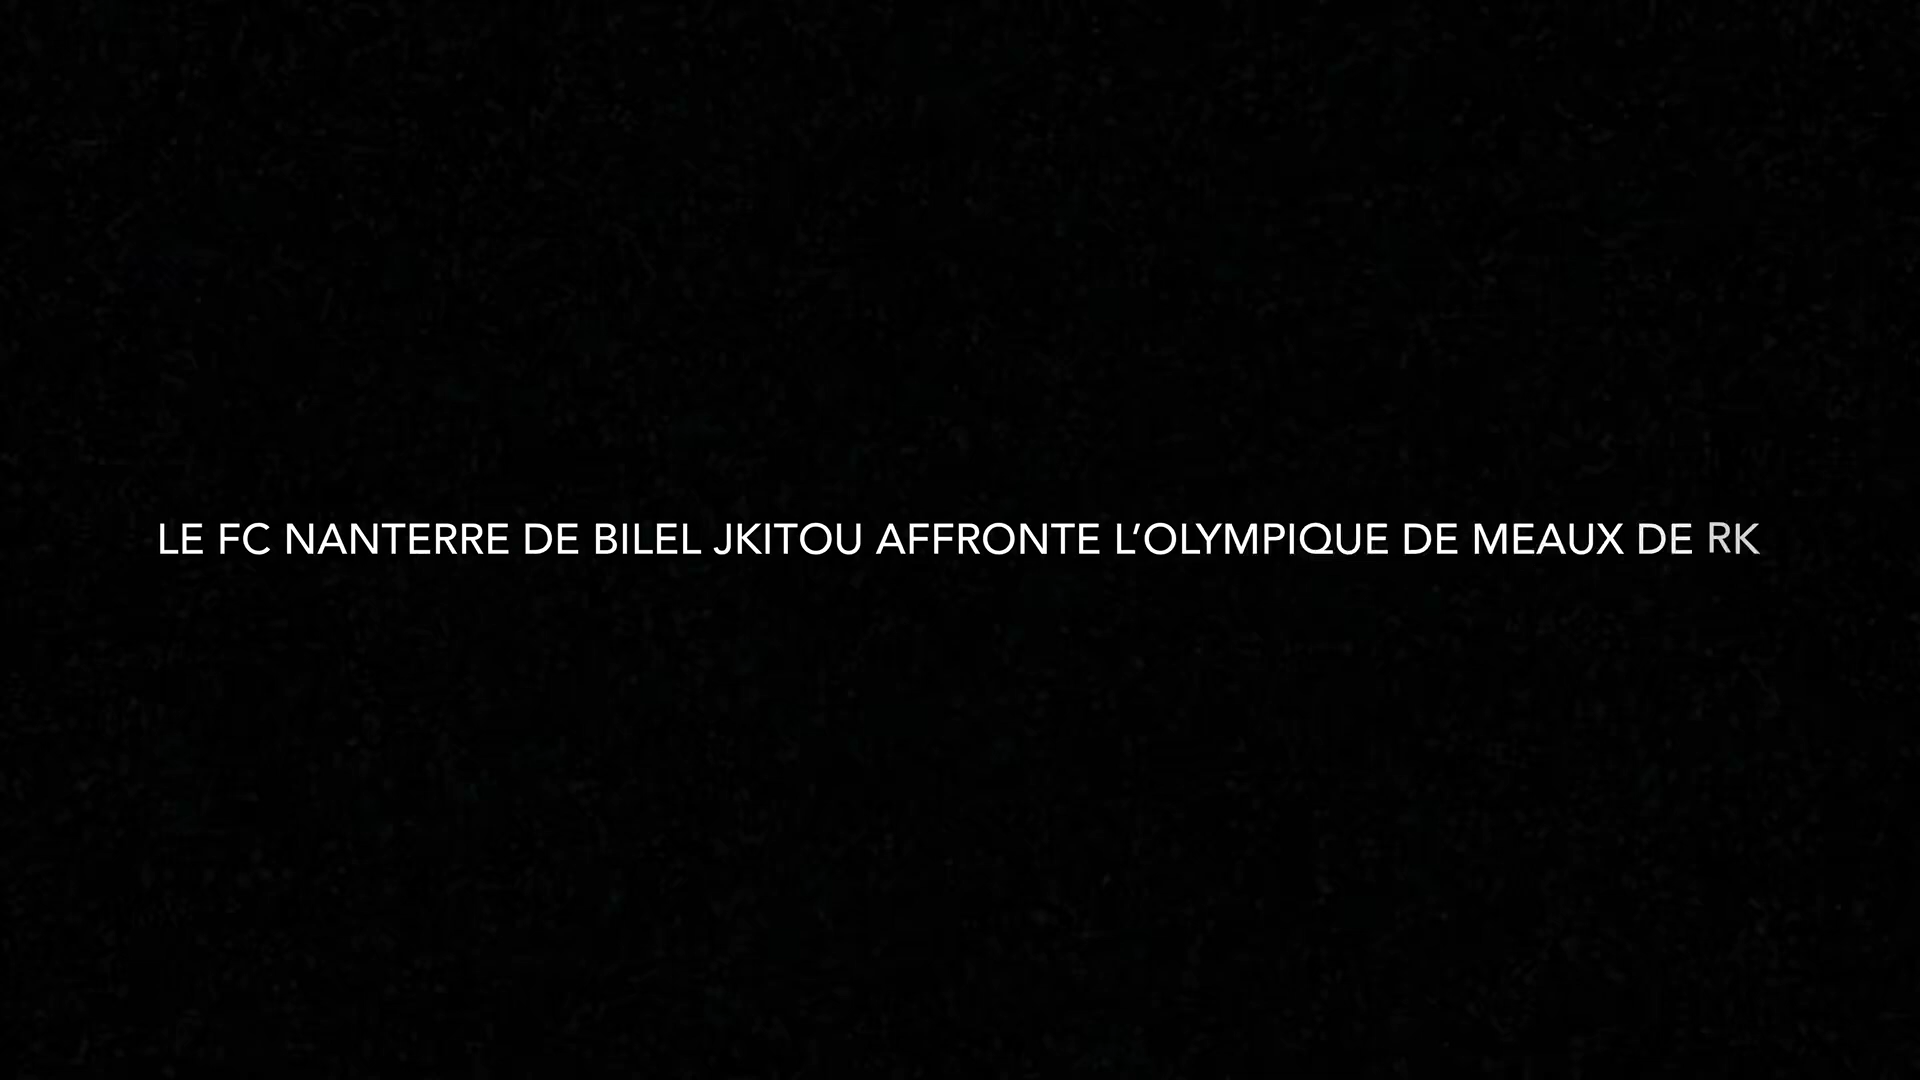 LE FC NANTERRE DE BILEL JKITOU AFFRONTE L’OLYMPIQUE DE MEAUX DE RK